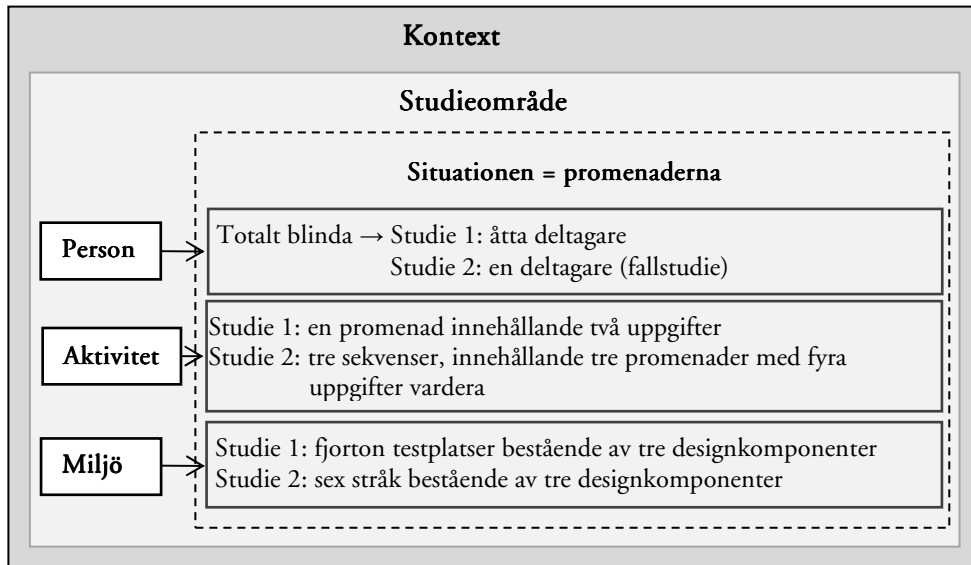 Kontext
Studieområde
Situationen = promenaderna
Person
Totalt blinda → Studie 1: åtta deltagare
Studie 2: en deltagare (fallstudie)
Aktivitet
Studie 1: en promenad innehållande två uppgifter
Studie 2: tre sekvenser, innehållande tre promenader med fyra
uppgifter vardera
Miljö
Studie 1: fjorton testplatser bestående av tre designkomponenter
Studie 2: sex stråk bestående av tre designkomponenter